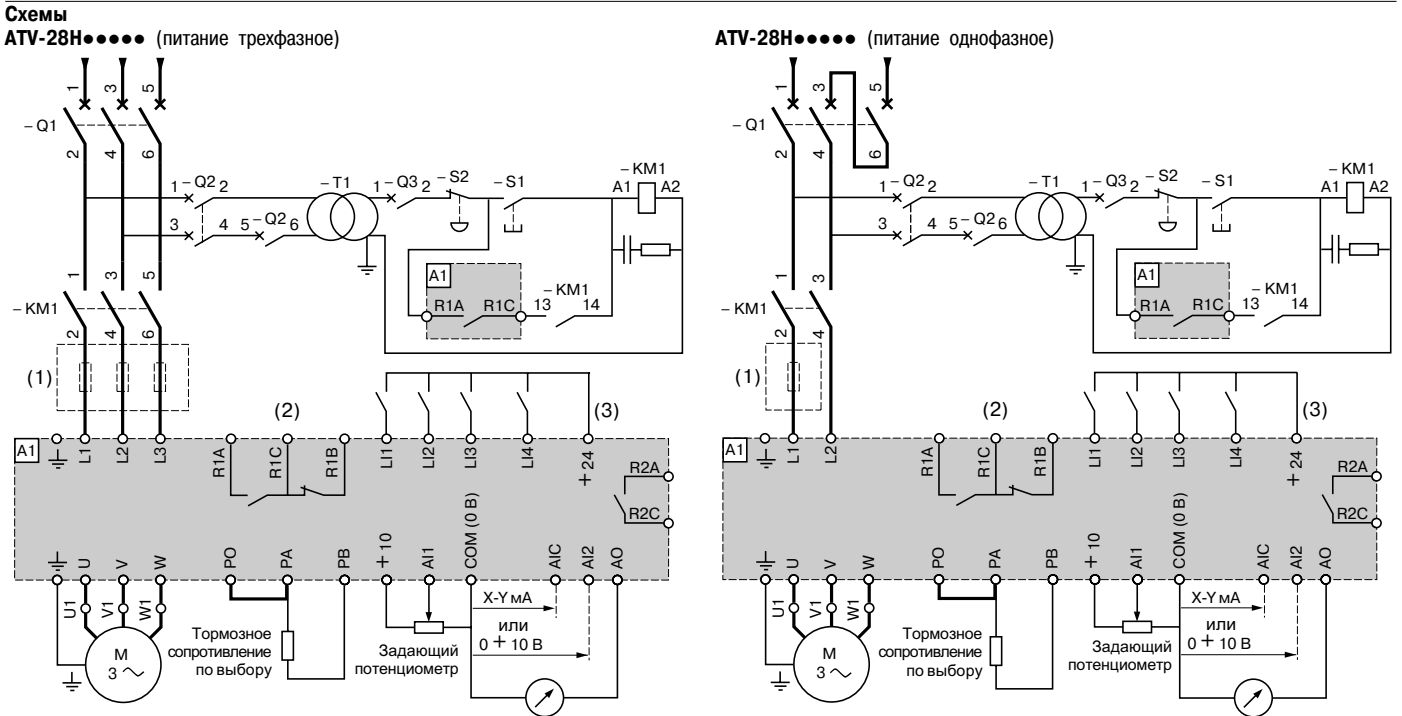 Схемы
ATV-28H●●●●● (питание трехфазное)
1 3 5
– Q1
2 4 6
1 – Q2 2
– T1
1 – Q3 2
– S2
– S1
– KM1
A1 A2
3 4 5 – Q2 6
A1
R1A R1C
13 – KM1 14
1 3 5
– KM1
2 4 6
(1)
(2)
(3)
A1
L1 L2 L3
R1A R1C R1B
LI1 LI2 LI3 LI4
+ 24
R2A
R2C
U V W
PO PA PB
+ 10
AI1
COM (0 В)
AIC AI2 AO
U1 V1 W1
M
3 ~
Тормозное
сопротивление
по выбору
Задающий
потенциометр
X-Y мА
или
0 + 10 В
ATV-28H●●●●● (питание однофазное)
1 3 5
– Q1
2 4 6
1 – Q2 2
– T1
1 – Q3 2
– S2
– S1
– KM1
A1 A2
3 4 5 – Q2 6
A1
R1A R1C
13 – KM1 14
1 3
– KM1
2 4
(1)
(2)
(3)
A1
L1 L2
R1A R1C R1B
LI1 LI2 LI3 LI4
+ 24
R2A
R2C
U V W
PO PA PB
+ 10
AI1
COM (0 В)
AIC AI2 AO
U1 V1 W1
M
3 ~
Тормозное
сопротивление
по выбору
Задающий
потенциометр
X-Y мА
или
0 + 10 В